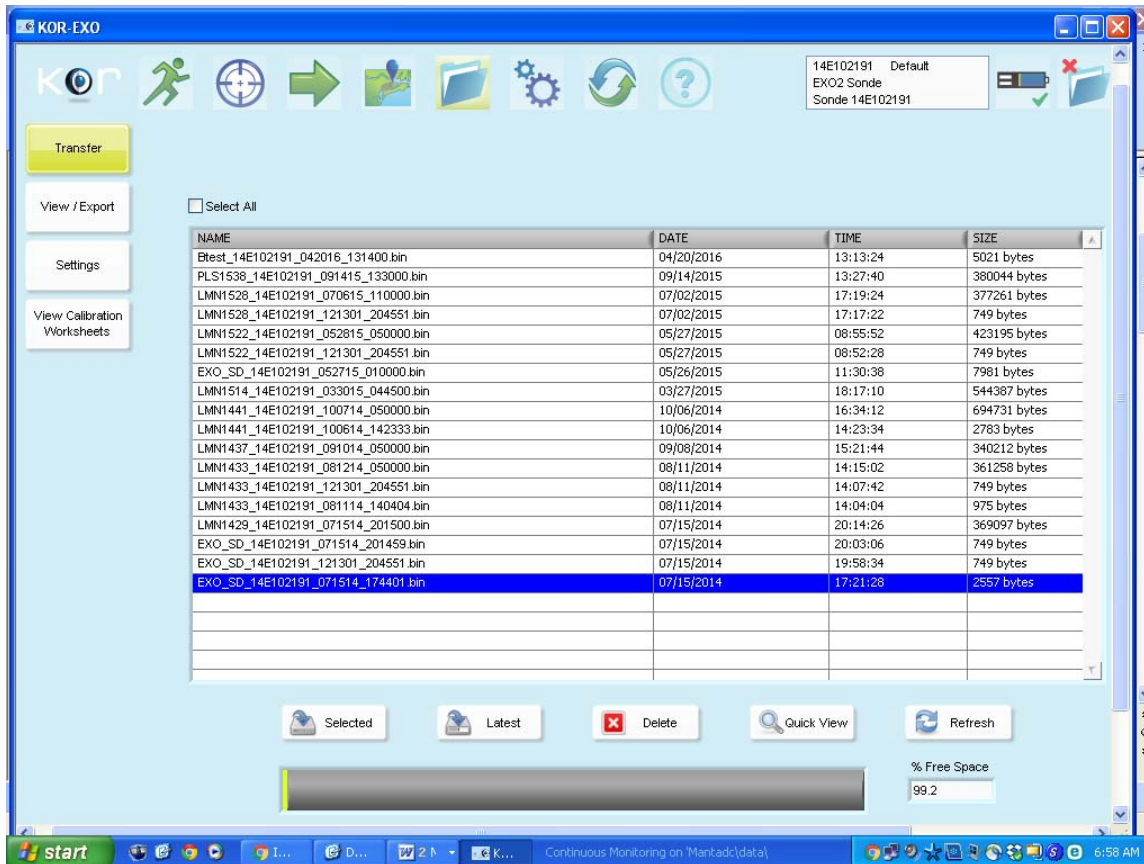 KOR-EXO
kor
14E102191 Default
EXO2 Sonde
Sonde 14E102191
Transfer
View / Export
Settings
View Calibration
Worksheets
Select All
NAME DATE TIME SIZE
Btest_14E102191_042016_131400.bin 04/20/2016 13:13:24 5021 bytes
PLS1538_14E102191_091415_133000.bin 09/14/2015 13:27:40 380044 bytes
LMN1528_14E102191_070615_110000.bin 07/02/2015 17:19:24 377261 bytes
LMN1528_14E102191_121301_204551.bin 07/02/2015 17:17:22 749 bytes
LMN1522_14E102191_052815_050000.bin 05/27/2015 08:55:52 423195 bytes
LMN1522_14E102191_121301_204551.bin 05/27/2015 08:52:28 749 bytes
EXO_SD_14E102191_052715_010000.bin 05/26/2015 11:30:38 7981 bytes
LMN1514_14E102191_033015_044500.bin 03/27/2015 18:17:10 544387 bytes
LMN1441_14E102191_100714_050000.bin 10/06/2014 16:34:12 694731 bytes
LMN1441_14E102191_100614_142333.bin 10/06/2014 14:23:34 2783 bytes
LMN1437_14E102191_091014_050000.bin 09/08/2014 15:21:44 340212 bytes
LMN1433_14E102191_081214_050000.bin 08/11/2014 14:15:02 361258 bytes
LMN1433_14E102191_121301_204551.bin 08/11/2014 14:07:42 749 bytes
LMN1433_14E102191_081114_140404.bin 08/11/2014 14:04:04 975 bytes
LMN1429_14E102191_071514_201500.bin 07/15/2014 20:14:26 369097 bytes
EXO_SD_14E102191_071514_201459.bin 07/15/2014 20:03:06 749 bytes
EXO_SD_14E102191_121301_204551.bin 07/15/2014 19:58:34 749 bytes
EXO_SD_14E102191_071514_174401.bin 07/15/2014 17:21:28 2557 bytes
Selected Latest Delete Quick View Refresh
% Free Space
99.2
start I... D... 2 K... Continuous Monitoring on 'Mantadc\data\ 6:58 AM